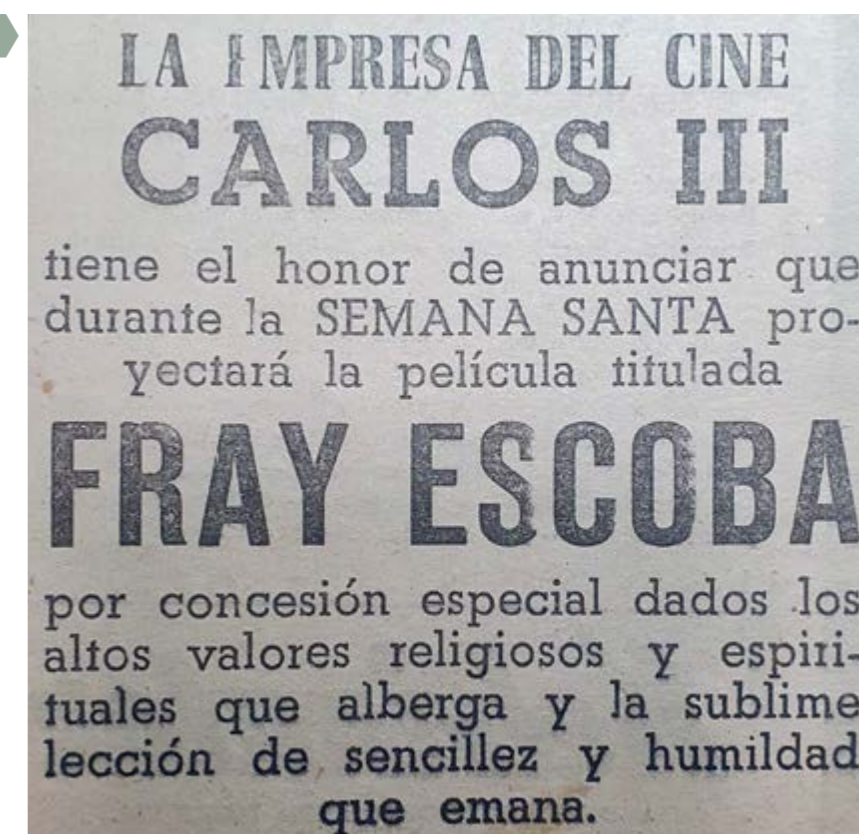 LA EMPRESA DEL CINE
CARLOS III
tiene el honor de anunciar que
durante la SEMANA SANTA pro-
yectará la película titulada
FRAY ESCOBA
por concesión especial dados los
altos valores religiosos y espiri-
tuales que alberga y la sublime
lección de sencillez y humildad
que emana.